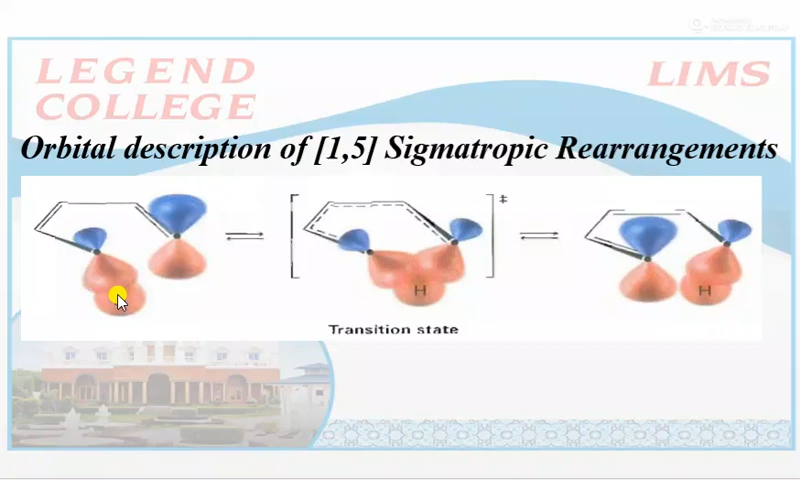 LEGEND
COLLEGE
LIMS
Orbital description of [1,5] Sigmatropic Rearrangements
‡
H
H
Transition state